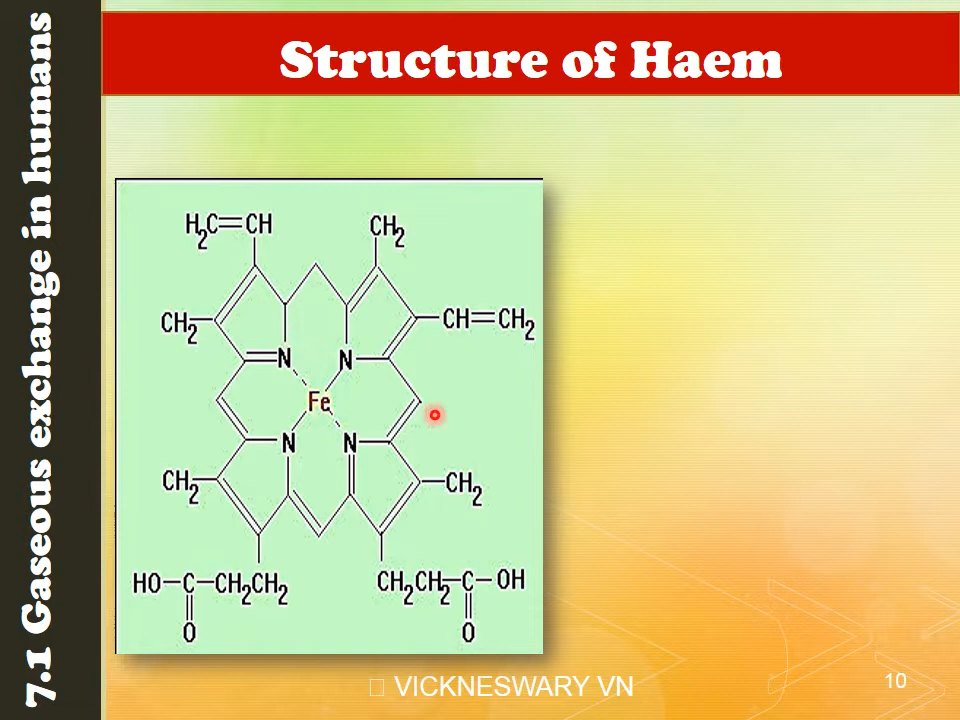 7.1 Gaseous exchange in humans
Structure of Haem
H2C=CH
CH2
CH2
CH=CH2
N
N
Fe
N
N
CH2
CH2
HO-C-CH2CH2
CH2CH2-C-OH
O
O
VICKNESWARY VN
10